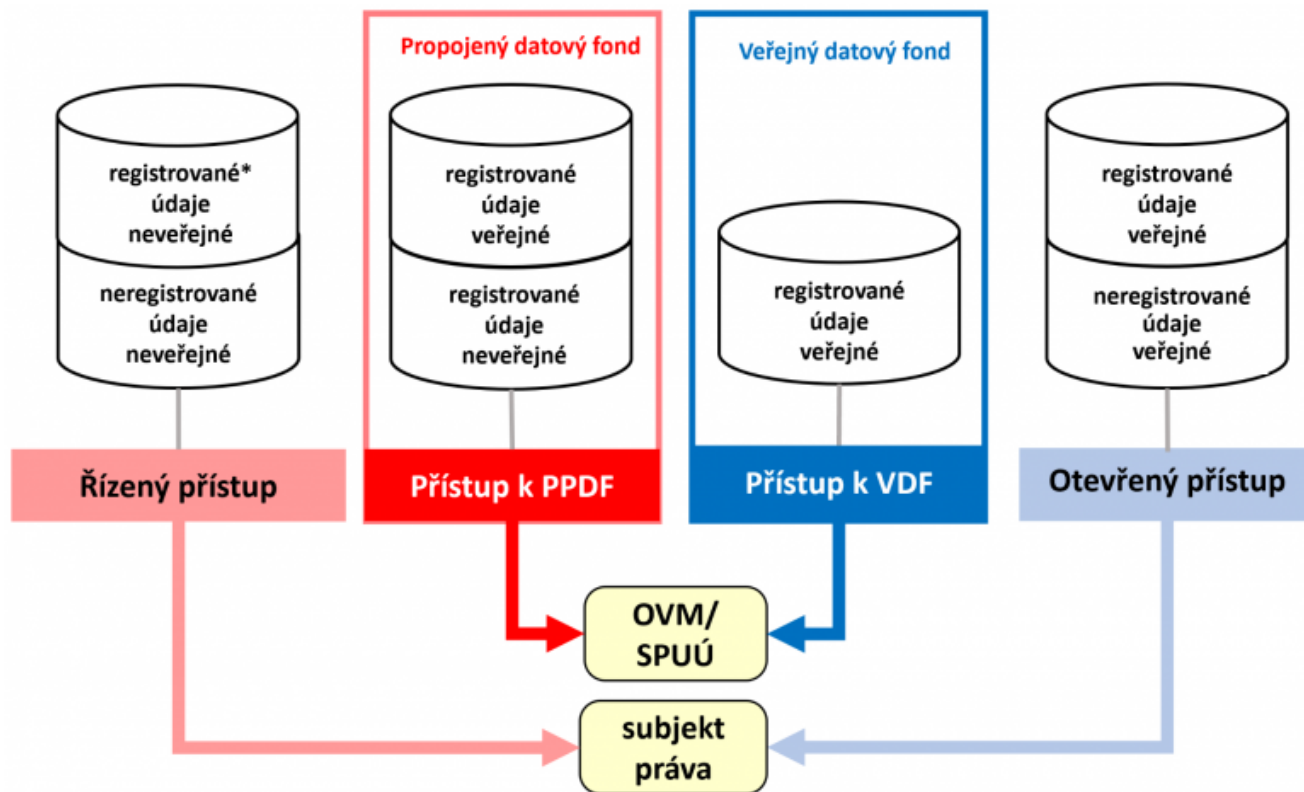 Propojený datový fond
Veřejný datový fond
registrované*
údaje
neveřejné
neregistrované
údaje
neveřejné
registrované
údaje
veřejné
registrované
údaje
neveřejné
registrované
údaje
veřejné
registrované
údaje
veřejné
neregistrované
údaje
veřejné
Řízený přístup
Přístup k PPDF
Přístup k VDF
Otevřený přístup
OVM/
SPUÚ
subjekt
práva